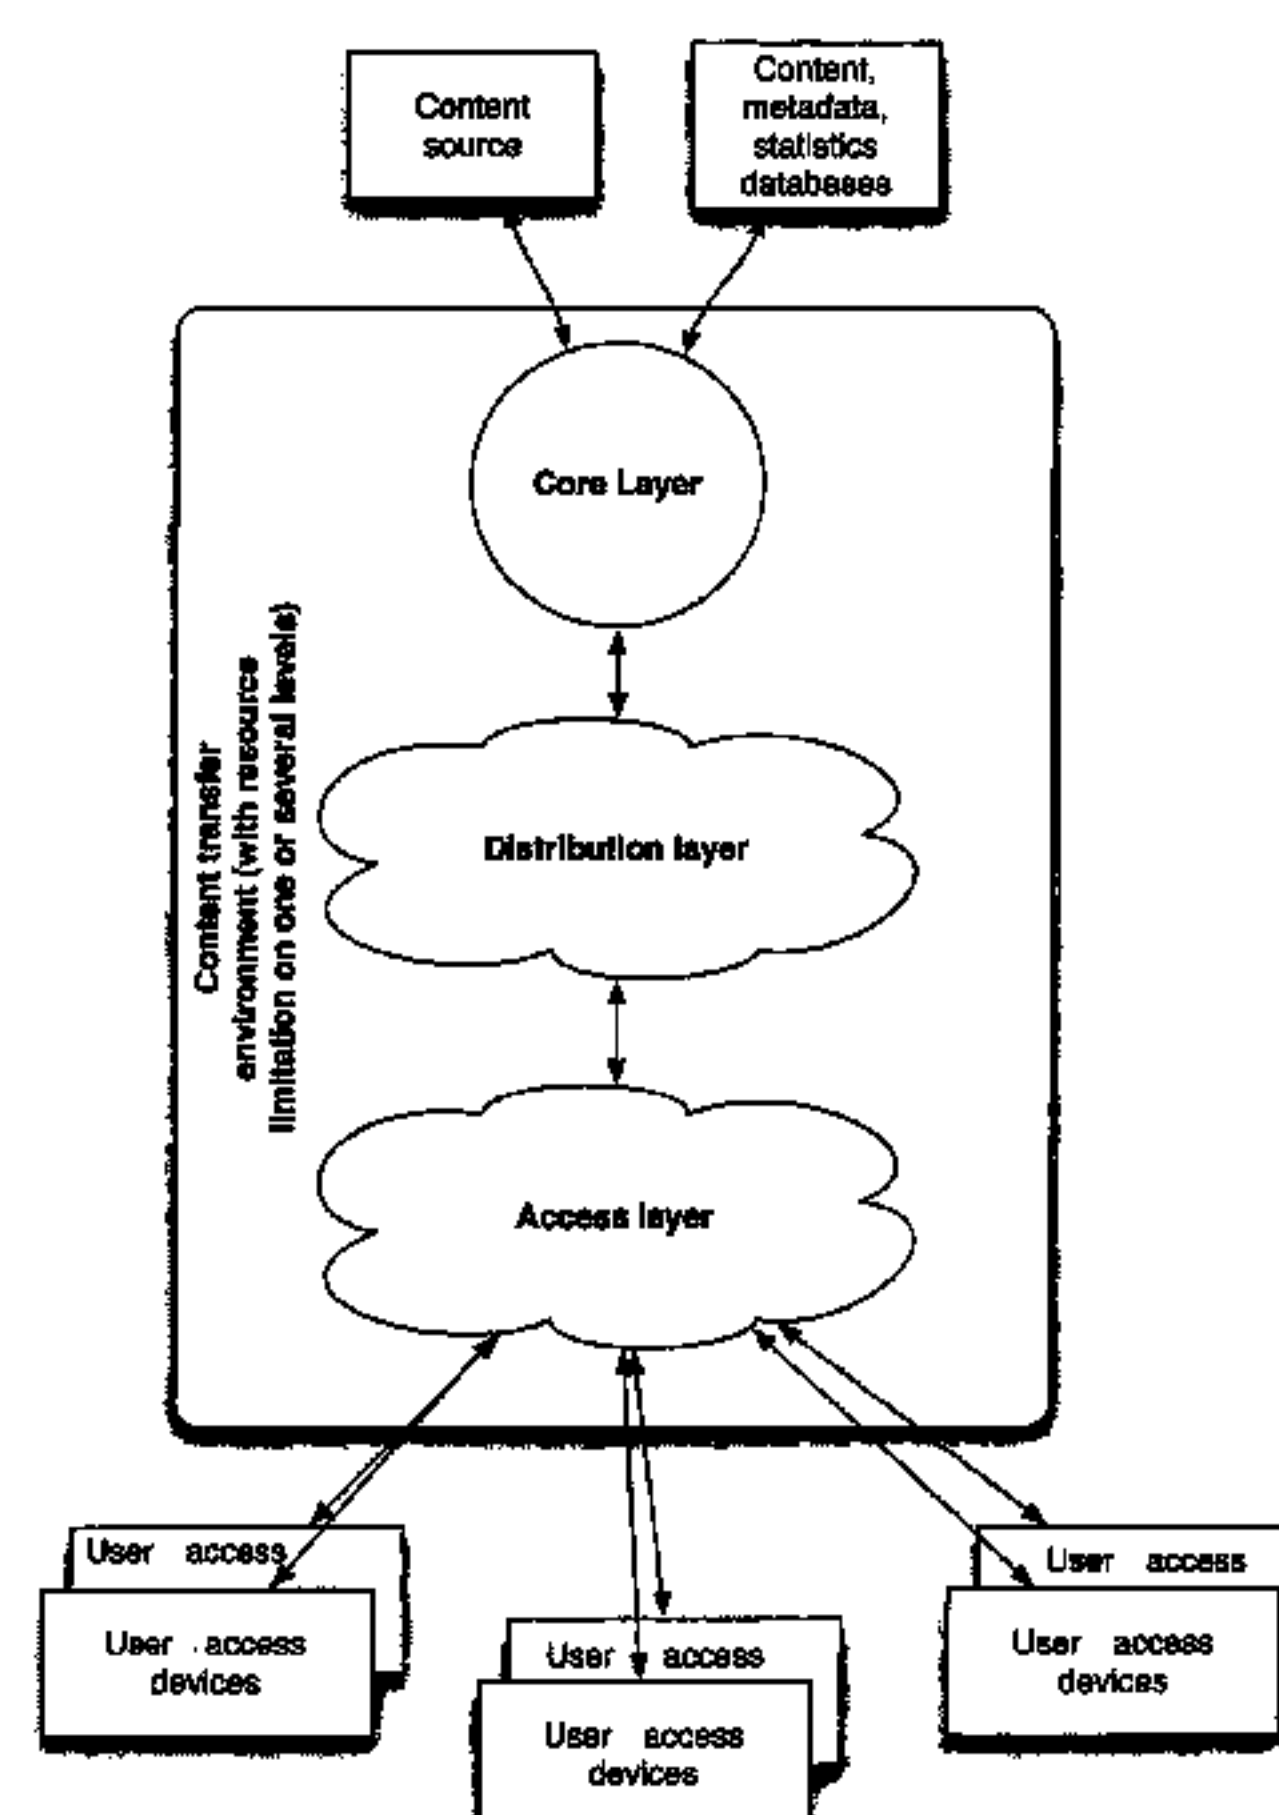 Content
source
Content,
metadata,
statistics
databases
Core Layer
Content transfer
environment (with resource
limitation on one or several levels)
Distribution layer
Access layer
User access
User access
devices
User access
User access
devices
User access
User access
devices